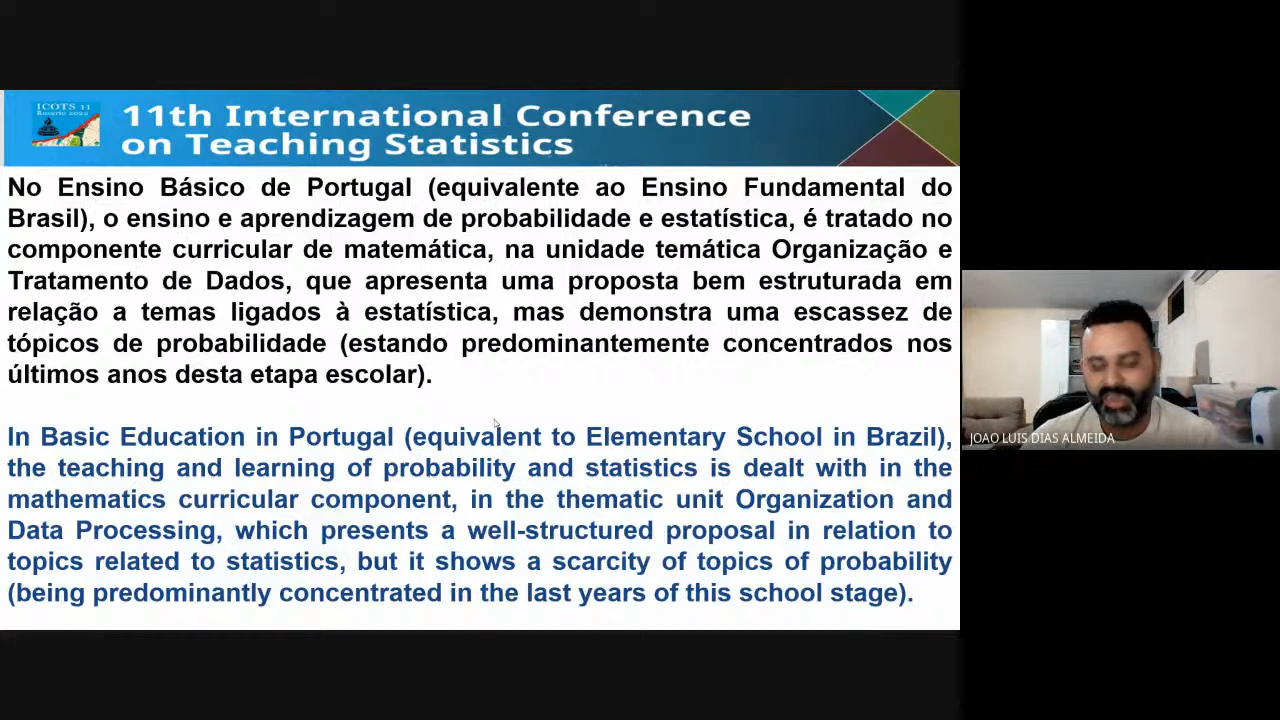 ICOTS 11
Rosario 2022
11th International Conference
on Teaching Statistics
No Ensino Básico de Portugal (equivalente ao Ensino Fundamental do
Brasil), o ensino e aprendizagem de probabilidade e estatística, é tratado no
componente curricular de matemática, na unidade temática Organização e
Tratamento de Dados, que apresenta uma proposta bem estruturada em
relação a temas ligados à estatística, mas demonstra uma escassez de
tópicos de probabilidade (estando predominantemente concentrados nos
últimos anos desta etapa escolar).
In Basic Education in Portugal (equivalent to Elementary School in Brazil),
the teaching and learning of probability and statistics is dealt with in the
mathematics curricular component, in the thematic unit Organization and
Data Processing, which presents a well-structured proposal in relation to
topics related to statistics, but it shows a scarcity of topics of probability
(being predominantly concentrated in the last years of this school stage).
JOAO LUIS DIAS ALMEIDA